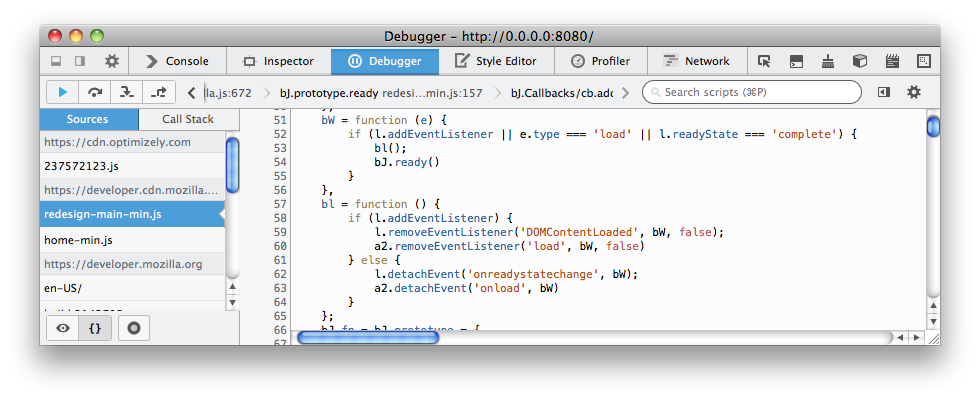 Debugger - http://0.0.0.0:8080/
Console Inspector Debugger Style Editor Profiler Network
la.js:672 bJ.prototype.ready redesi...min.js:157 bJ.Callbacks/cb.add Search scripts (⌘P)
Sources Call Stack
https://cdn.optimizely.com
237572123.js
https://developer.cdn.mozilla....
redesign-main-min.js
home-min.js
https://developer.mozilla.org
en-US/
{}
51 bW = function (e) {
52 if (l.addEventListener || e.type === 'load' || l.readyState === 'complete') {
53 bl();
54 bJ.ready()
55 }
56 },
57 bl = function () {
58 if (l.addEventListener) {
59 l.removeEventListener('DOMContentLoaded', bW, false);
60 a2.removeEventListener('load', bW, false)
61 } else {
62 l.detachEvent('onreadystatechange', bW);
63 a2.detachEvent('onload', bW)
64 }
65 };
66 bJ.fn = bJ.prototype = {
67